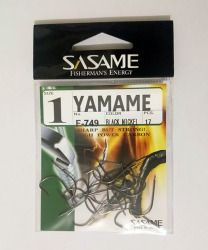 SASAME
FISHERMAN'S ENERGY
SIZE
1
YAMAME
No. COLOR PCS
F-749 BLACK NICKEL 17
SHARP BUT STRONG!
HIGH POWER CARBON
SASAME